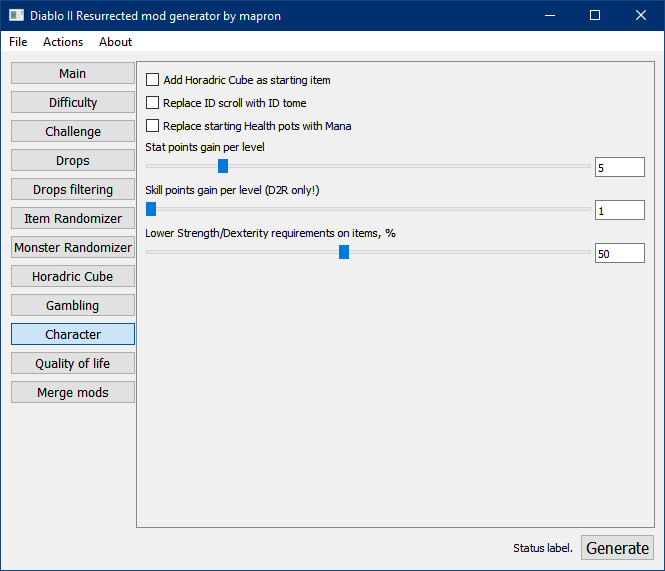 Diablo II Resurrected mod generator by mapron
File Actions About
Main
Difficulty
Challenge
Drops
Drops filtering
Item Randomizer
Monster Randomizer
Horadric Cube
Gambling
Character
Quality of life
Merge mods
Add Horadric Cube as starting item
Replace ID scroll with ID tome
Replace starting Health pots with Mana
Stat points gain per level
5
Skill points gain per level (D2R only!)
1
Lower Strength/Dexterity requirements on items, %
50
Status label. Generate